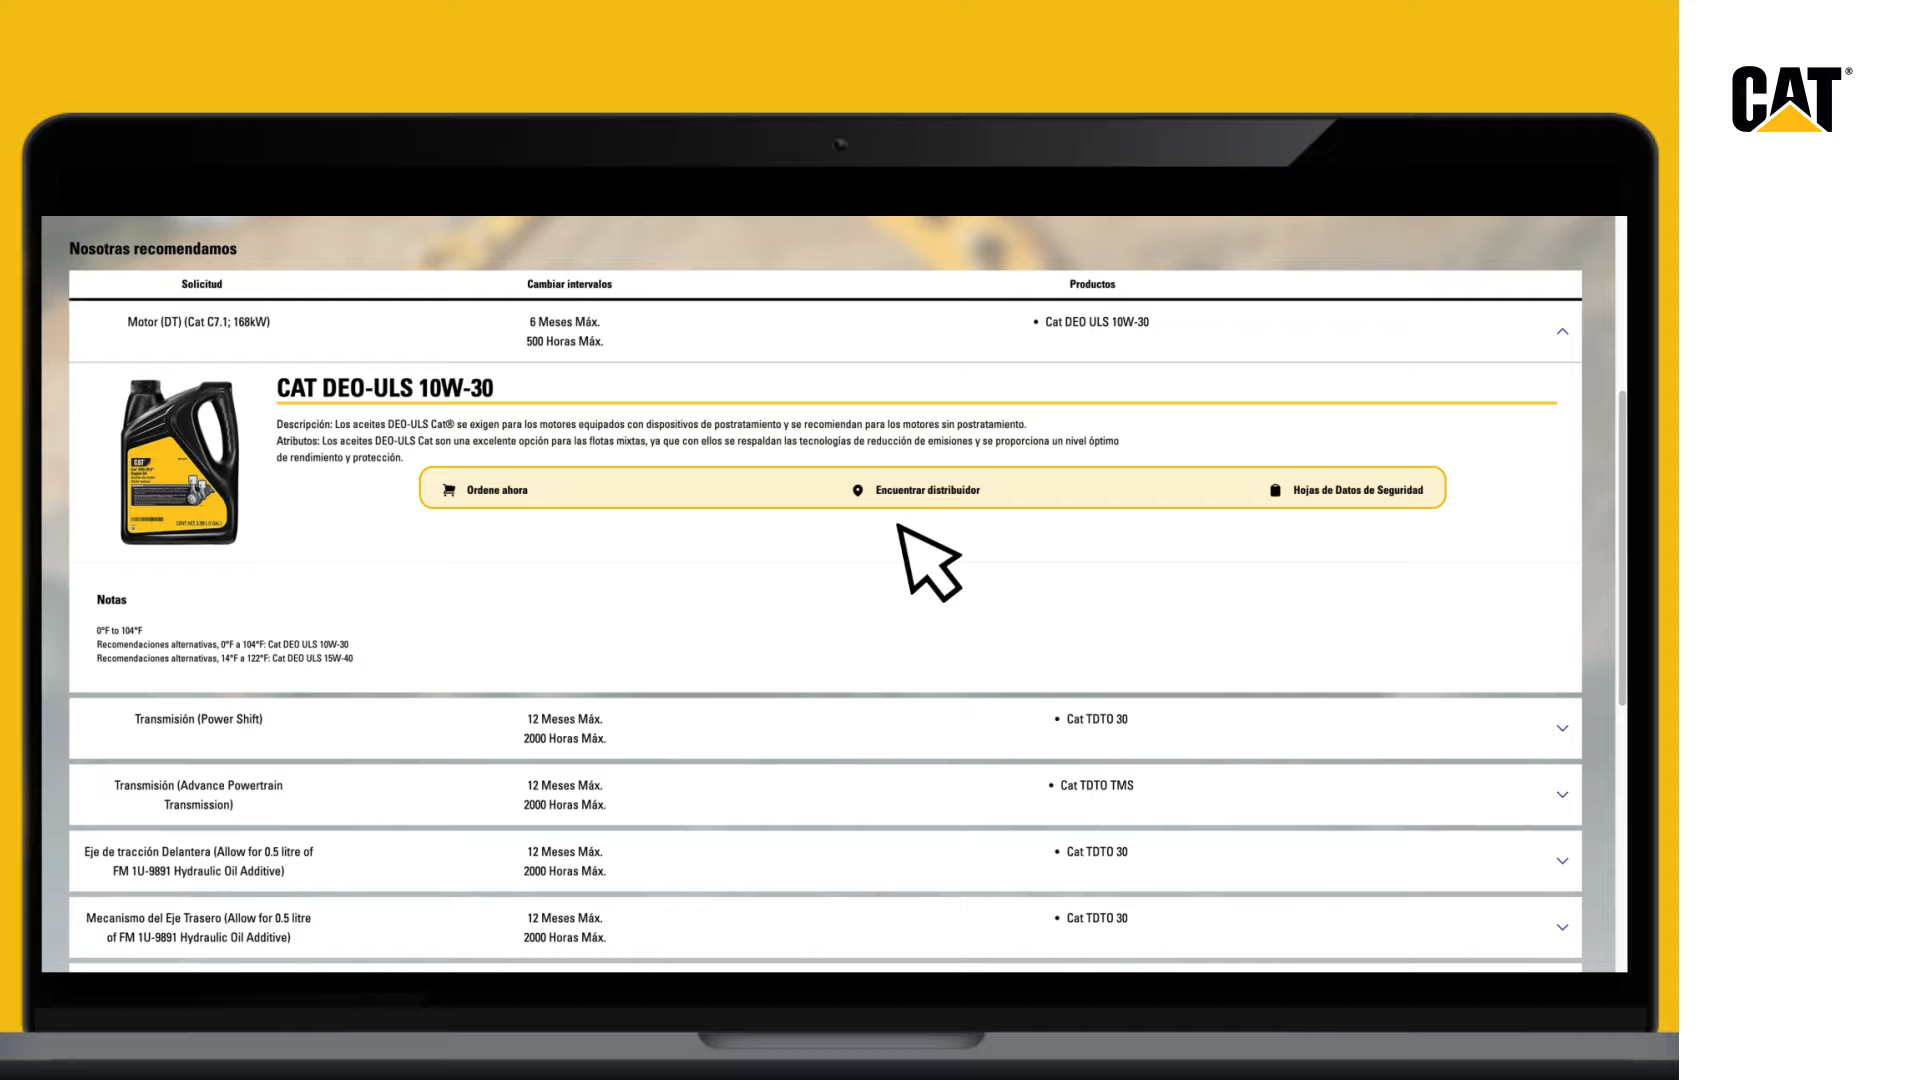 CAT®
Nosotras recomendamos
Solicitud Cambiar intervalos Productos
Motor (DT) (Cat C7.1; 168kW) 6 Meses Máx. • Cat DEO ULS 10W-30
500 Horas Máx.
CAT DEO-ULS 10W-30
Descripción: Los aceites DEO-ULS Cat® se exigen para los motores equipados con dispositivos de postratamiento y se recomiendan para los motores sin postratamiento.
Atributos: Los aceites DEO-ULS Cat son una excelente opción para las flotas mixtas, ya que con ellos se respaldan las tecnologías de reducción de emisiones y se proporciona un nivel óptimo
de rendimiento y protección.
CAT
Ordene ahora Encuentrar distribuidor Hojas de Datos de Seguridad
Notas
0°F to 104°F
Recomendaciones alternativas, 0°F a 104°F: Cat DEO ULS 10W-30
Recomendaciones alternativas, 14°F a 122°F: Cat DEO ULS 15W-40
Transmisión (Power Shift) 12 Meses Máx. • Cat TDTO 30
2000 Horas Máx.
Transmisión (Advance Powertrain 12 Meses Máx. • Cat TDTO TMS
Transmission) 2000 Horas Máx.
Eje de tracción Delantera (Allow for 0.5 litre of 12 Meses Máx. • Cat TDTO 30
FM 1U-9891 Hydraulic Oil Additive) 2000 Horas Máx.
Mecanismo del Eje Trasero (Allow for 0.5 litre 12 Meses Máx. • Cat TDTO 30
of FM 1U-9891 Hydraulic Oil Additive) 2000 Horas Máx.